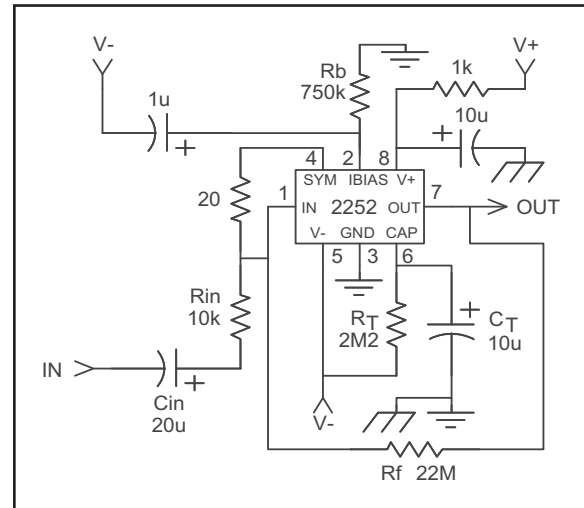 V-
V+
Rb
750k
1k
1u
+
10u
+
4 2 8
SYM IBIAS V+
20
1
IN 2252 OUT
7
OUT
V- GND CAP
5 3 6
Rin
10k
RT
2M2
+
CT
10u
IN
+
Cin
20u
V-
Rf 22M